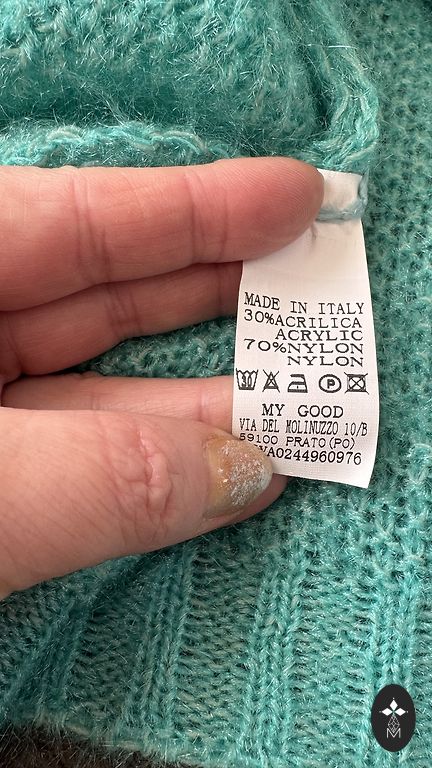 MADE IN ITALY
30%ACRILICA
ACRYLIC
70%NYLON
NYLON
30
P
MY GOOD
VIA DEL MOLINUZZO 10/B
59100 PRATO(PO)
VA0244960976